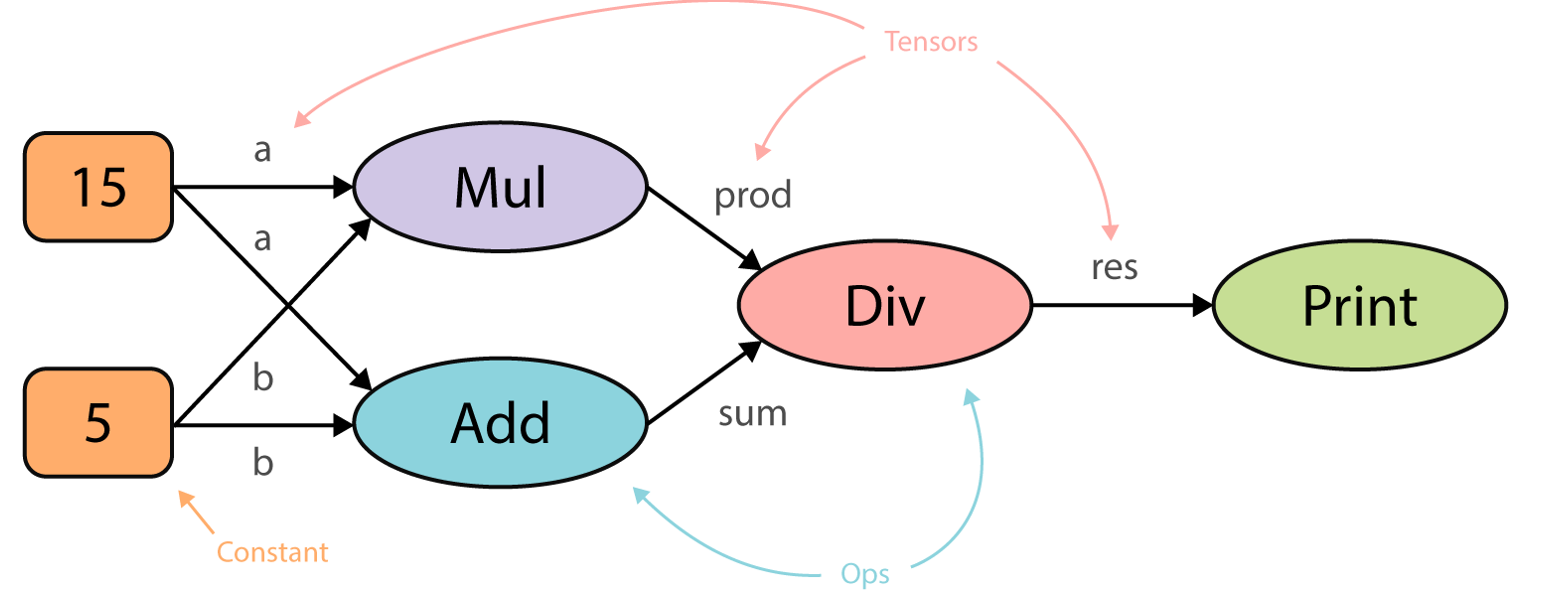 Tensors
a
15
Mul
prod
a
res
Div
Print
b
5
Add
sum
b
Constant
Ops